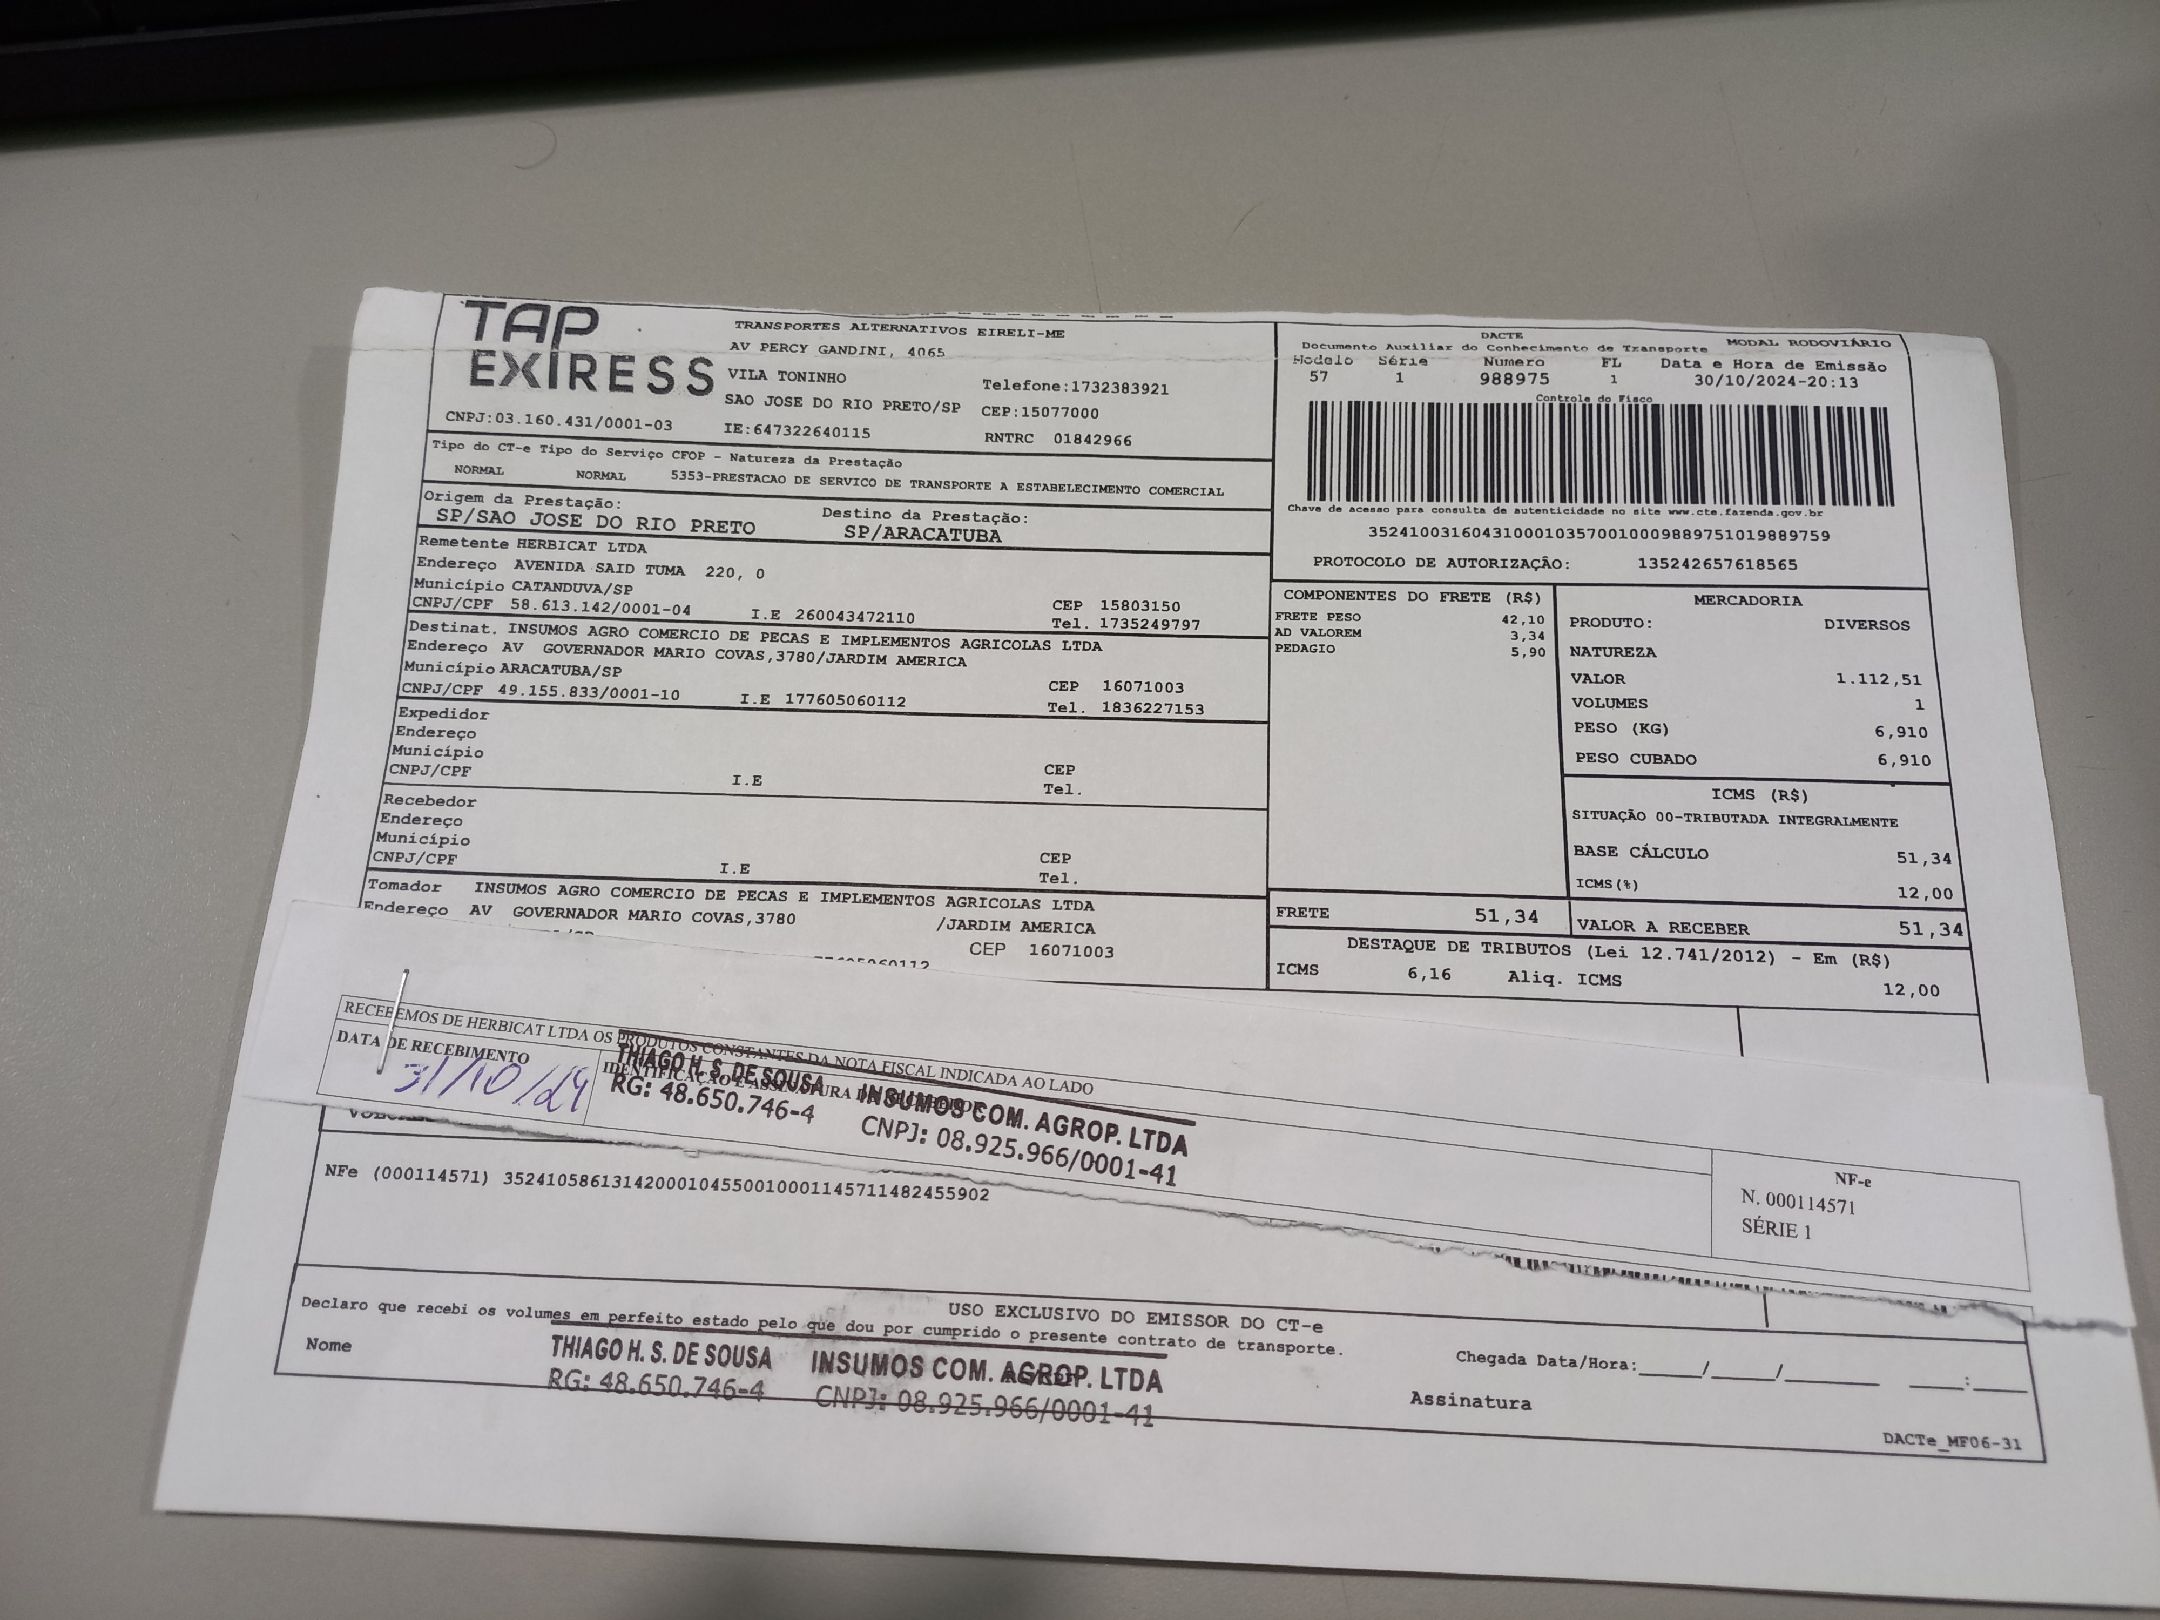 TAP
EXIRESS
TRANSPORTES ALTERNATIVOS EIRELI-ME
AV PERCY GANDINI, 4065
VILA TONINHO
Telefone:1732383921
SAO JOSE DO RIO PRETO/SP CEP:15077000
CNPJ:03.160.431/0001-03 IE:647322640115 RNTRC 01842966
Tipo do CT-e Tipo do Serviço CFOP - Natureza da Prestação
NORMAL NORMAL 5353-PRESTACAO DE SERVICO DE TRANSPORTE A ESTABELECIMENTO COMERCIAL
Origem da Prestação: Destino da Prestação:
SP/SAO JOSE DO RIO PRETO SP/ARACATUBA
Remetente HERBICAT LTDA
Endereço AVENIDA SAID TUMA 220, 0
Município CATANDUVA/SP CEP 15803150
CNPJ/CPF 58.613.142/0001-04 I.E 260043472110 Tel. 1735249797
Destinat. INSUMOS AGRO COMERCIO DE PECAS E IMPLEMENTOS AGRICOLAS LTDA
Endereço AV GOVERNADOR MARIO COVAS,3780/JARDIM AMERICA
Município ARACATUBA/SP CEP 16071003
CNPJ/CPF 49.155.833/0001-10 I.E 177605060112 Tel. 1836227153
Expedidor
Endereço
Município CEP
CNPJ/CPF I.E Tel.
Recebedor
Endereço
Município CEP
CNPJ/CPF I.E Tel.
Tomador INSUMOS AGRO COMERCIO DE PECAS E IMPLEMENTOS AGRICOLAS LTDA
Endereço AV GOVERNADOR MARIO COVAS,3780 /JARDIM AMERICA
CEP 16071003
DACTE MODAL RODOVIÁRIO
Documento Auxiliar do Conhecimento de Transporte
Modelo Série Numero FL Data e Hora de Emissão
57 1 988975 1 30/10/2024-20:13
Controle do Fisco
Chave de acesso para consulta de autenticidade no site www.cte.fazenda.gov.br
35241003160431000103570010009889751019889759
PROTOCOLO DE AUTORIZAÇÃO: 135242657618565
COMPONENTES DO FRETE (R$)
FRETE PESO 42,10
AD VALOREM 3,34
PEDAGIO 5,90
MERCADORIA
PRODUTO: DIVERSOS
NATUREZA
VALOR 1.112,51
VOLUMES 1
PESO (KG) 6,910
PESO CUBADO 6,910
ICMS (R$)
SITUAÇÃO 00-TRIBUTADA INTEGRALMENTE
BASE CÁLCULO 51,34
ICMS(%) 12,00
FRETE 51,34 VALOR A RECEBER 51,34
DESTAQUE DE TRIBUTOS (Lei 12.741/2012) - Em (R$)
ICMS 6,16 Aliq. ICMS 12,00
RECEBEMOS DE HERBICAT LTDA OS PRODUTOS CONSTANTES DA NOTA FISCAL INDICADA AO LADO
DATA DE RECEBIMENTO
31/10/24
THIAGO H. S. DE SOUSA INSUMOS COM. AGROP. LTDA
RG: 48.650.746-4 CNPJ: 08.925.966/0001-41
NF-e
N. 000114571
SÉRIE 1
NFe (000114571) 35241058613142000104550010001145711482455902
USO EXCLUSIVO DO EMISSOR DO CT-e
Declaro que recebi os volumes em perfeito estado pelo que dou por cumprido o presente contrato de transporte.
Nome
THIAGO H. S. DE SOUSA INSUMOS COM. AGROP. LTDA
RG: 48.650.746-4 CNPJ: 08.925.966/0001-41
Chegada Data/Hora:____/____/______ ____:____
Assinatura
DACTe_MF06-31